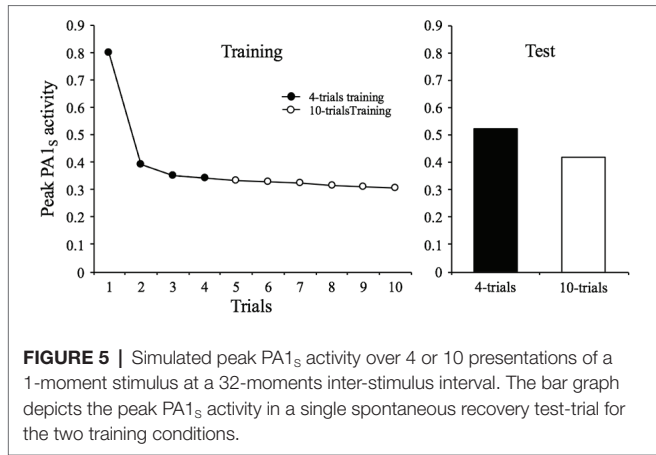 0.9
0.8
0.7
0.6
0.5
0.4
0.3
0.2
0.1
0
Peak PA1S activity
Training
4-trials training
10-trialsTraining
1 2 3 4 5 6 7 8 9 10
Trials
0.9
0.8
0.7
0.6
0.5
0.4
0.3
0.2
0.1
0
Test
4-trials 10-trials
FIGURE 5 | Simulated peak PA1S activity over 4 or 10 presentations of a
1-moment stimulus at a 32-moments inter-stimulus interval. The bar graph
depicts the peak PA1S activity in a single spontaneous recovery test-trial for
the two training conditions.